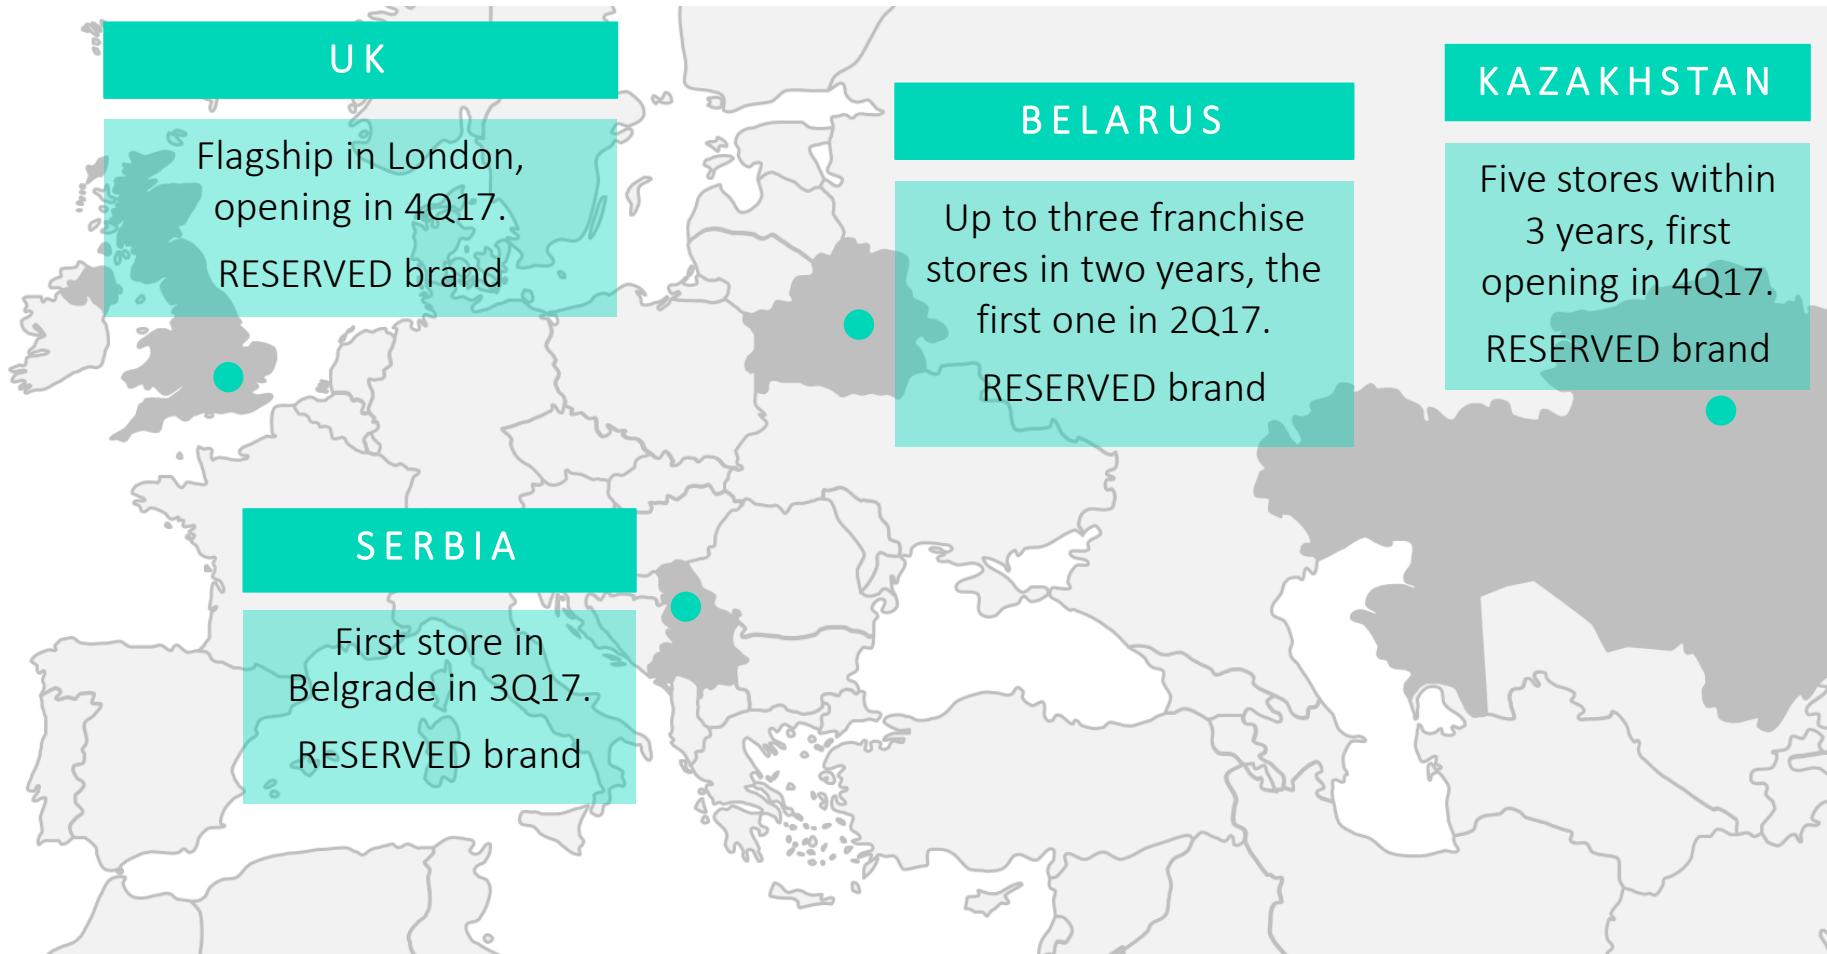 UK
Flagship in London,
opening in 4Q17.
RESERVED brand
BELARUS
Up to three franchise
stores in two years, the
first one in 2Q17.
RESERVED brand
KAZAKHSTAN
Five stores within
3 years, first
opening in 4Q17.
RESERVED brand
SERBIA
First store in
Belgrade in 3Q17.
RESERVED brand